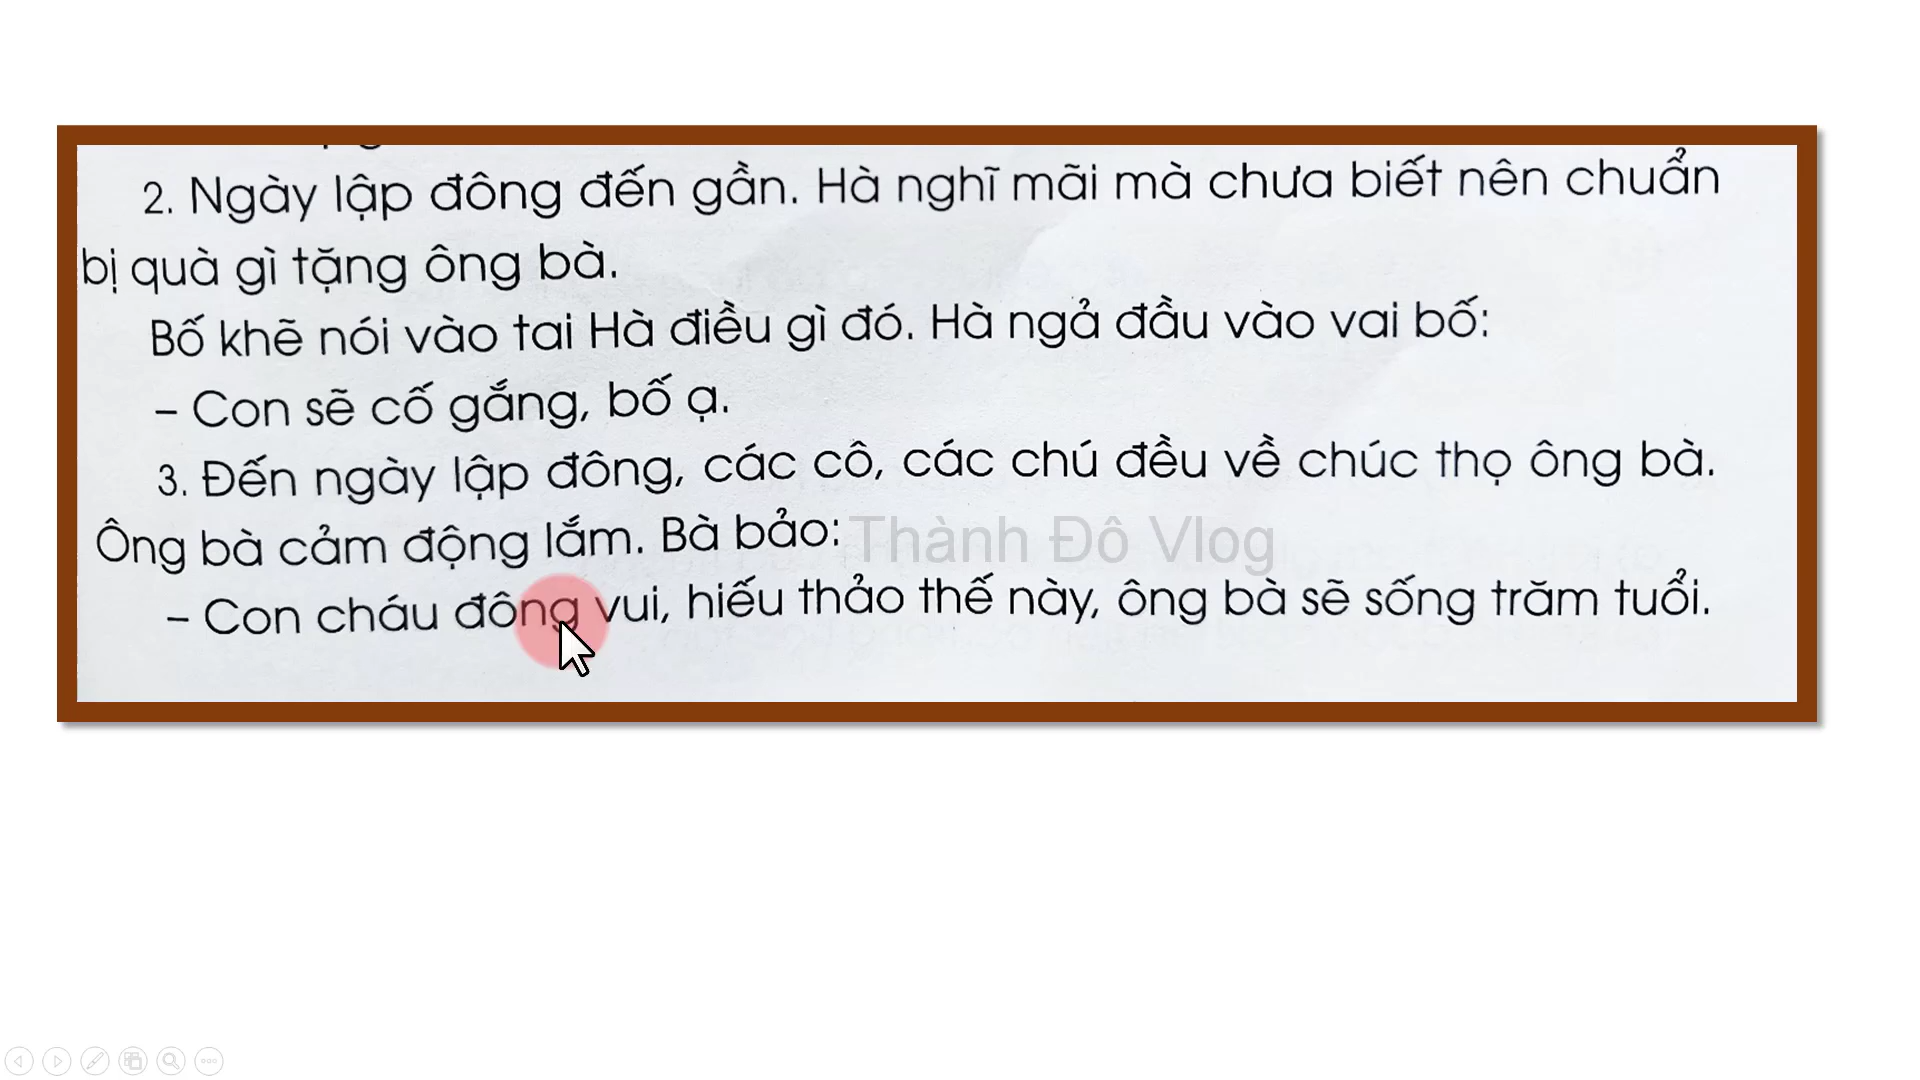 2. Ngày lập đông đến gần. Hà nghĩ mãi mà chưa biết nên chuẩn
bị quà gì tặng ông bà.
Bố khẽ nói vào tai Hà điều gì đó. Hà ngả đầu vào vai bố:
– Con sẽ cố gắng, bố ạ.
3. Đến ngày lập đông, các cô, các chú đều về chúc thọ ông bà.
Ông bà cảm động lắm. Bà bảo:
Thành Đô Vlog
– Con cháu đông vui, hiếu thảo thế này, ông bà sẽ sống trăm tuổi.